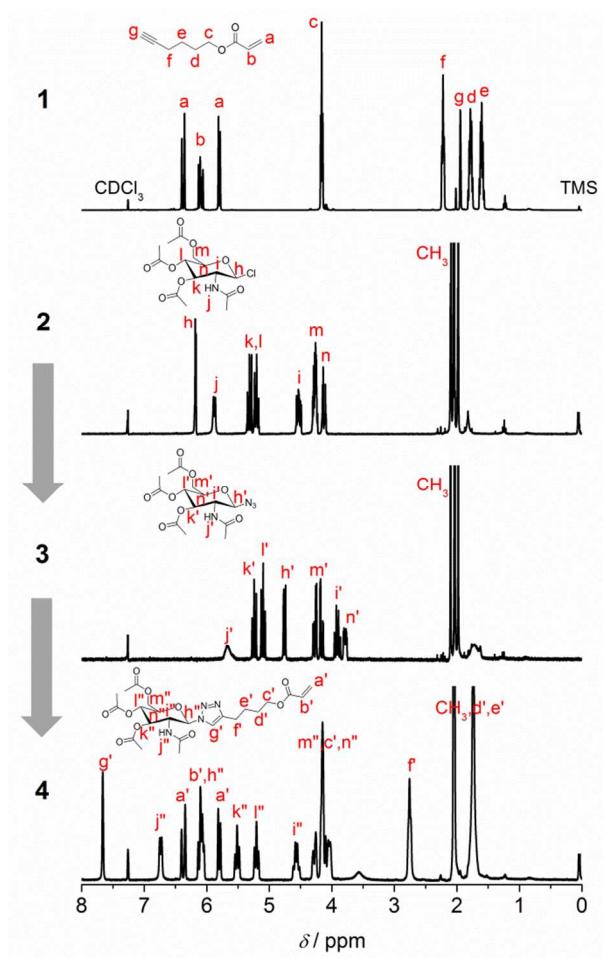 g
e
c
O
a
f
d
O
b
c
f
1
a
a
g
d
e
b
CDCl3
TMS
O
O
m
O
O
l
i
O
h
Cl
O
n
O
k
HN
O
O
j
CH3
2
h
m
k,l
n
j
i
O
O
m'
O
O
l'
i'
O
h'
N3
O
n'
O
k'
HN
O
O
j'
CH3
3
l'
k'
h'
m'
i'
n'
j'
O
a'
O
O
m''
N=N
e'
c'
O
b'
l''
i''
O
h''
N
d'
O
n''
g'
f'
k''
HN
O
O
j''
CH3,d',e'
m'' c',n''
g'
b',h''
f'
4
a'
a'
j''
k''
l''
i''
8
7
6
5
4
3
2
1
0
δ / ppm